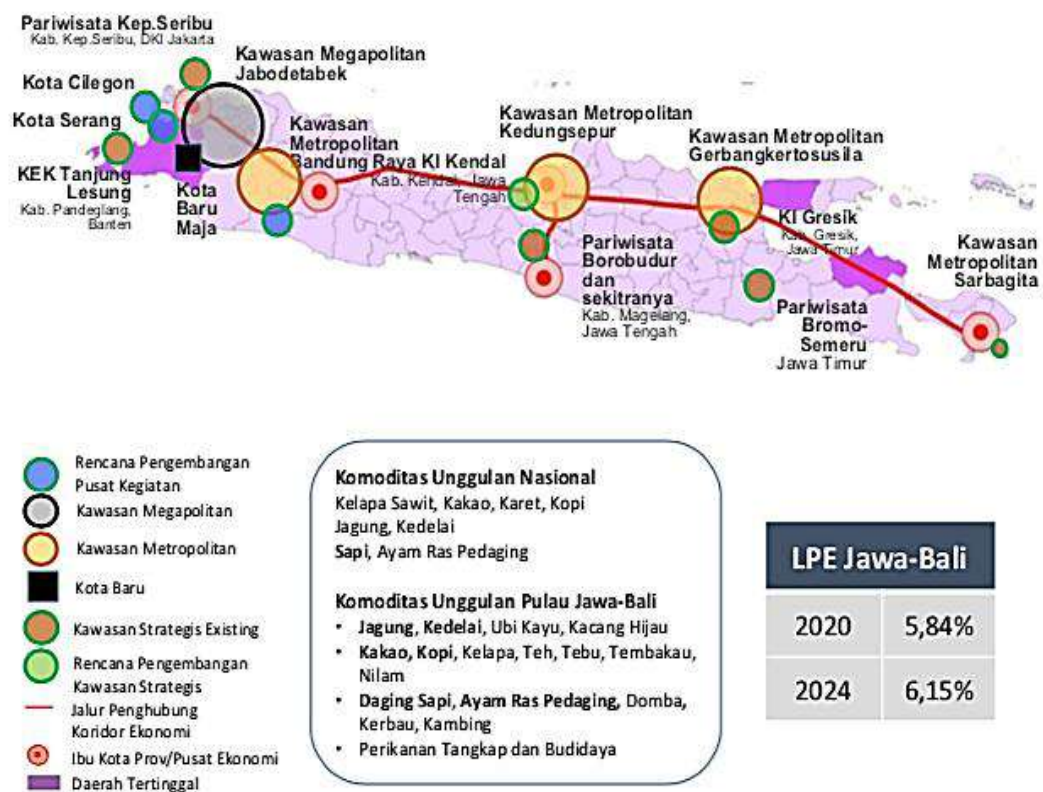 Pariwisata Kep.Seribu
Kab. Kep.Seribu, DKI Jakarta
Kawasan Megapolitan
Jabodetabek
Kota Cilegon
Kota Serang
KEK Tanjung
Lesung
Kab. Pandeglang,
Banten
Kota
Baru
Maja
Kawasan
Metropolitan
Bandung Raya
KI Kendal
Kab. Kendal, Jawa
Tengah
Kawasan Metropolitan
Kedungsepur
Kawasan Metropolitan
Gerbangkertosusila
KI Gresik
Kab. Gresik,
Jawa Timur
Pariwisata
Borobudur
dan
sekitranya
Kab. Magelang,
Jawa Tengah
Pariwisata
Bromo-
Semeru
Jawa Timur
Kawasan
Metropolitan
Sarbagita
Rencana Pengembangan
Pusat Kegiatan
Kawasan Megapolitan
Kawasan Metropolitan
Kota Baru
Kawasan Strategis Existing
Rencana Pengembangan
Kawasan Strategis
Jalur Penghubung
Koridor Ekonomi
Ibu Kota Prov/Pusat Ekonomi
Daerah Tertinggal
Komoditas Unggulan Nasional
Kelapa Sawit, Kakao, Karet, Kopi
Jagung, Kedelai
Sapi, Ayam Ras Pedaging
Komoditas Unggulan Pulau Jawa-Bali
• Jagung, Kedelai, Ubi Kayu, Kacang Hijau
• Kakao, Kopi, Kelapa, Teh, Tebu, Tembakau,
Nilam
• Daging Sapi, Ayam Ras Pedaging, Domba,
Kerbau, Kambing
• Perikanan Tangkap dan Budidaya
LPE Jawa-Bali
2020 5,84%
2024 6,15%